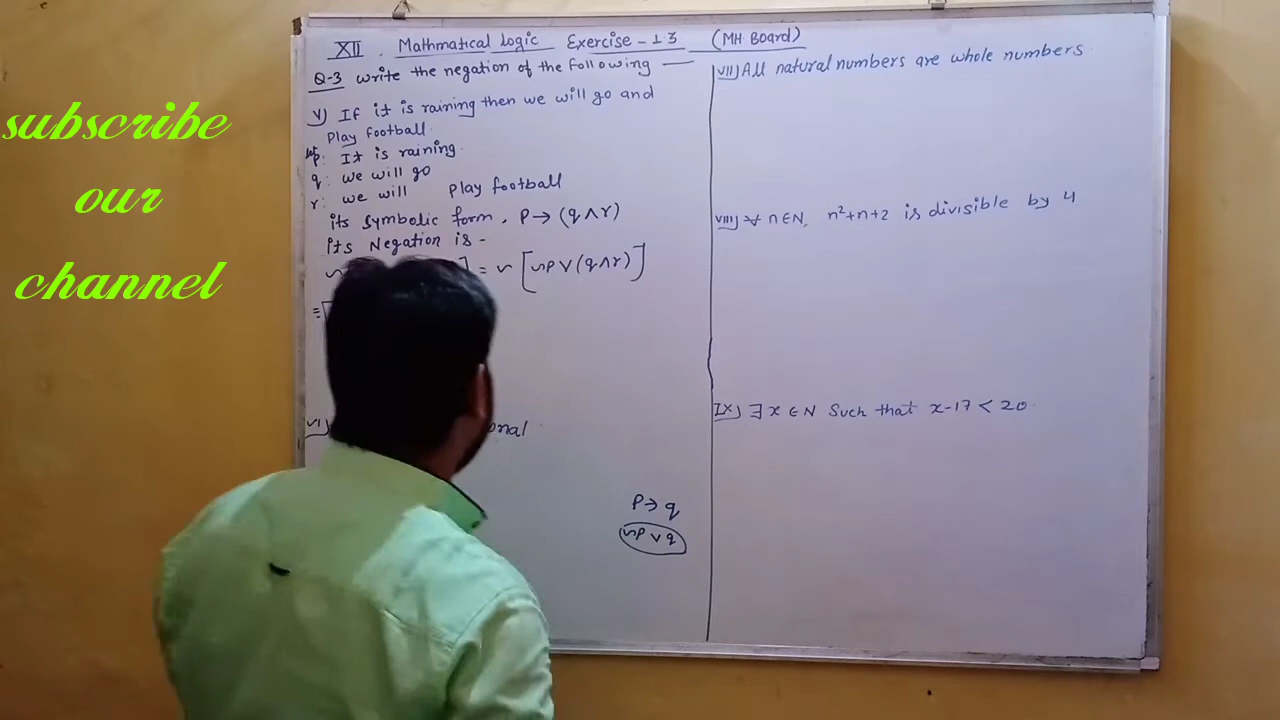 subscribe
our
channel
XII . Mathmatical Logic Exercise - 1.3 (MH. Board)
Q-3 Write the negation of the following —
V) If it is raining then we will go and
Play football.
let p: It is raining.
q: we will go
r: we will play football
its symbolic form, P → (q ∧ r)
its Negation is -
~ ] ≡ ~ [~P ∨ (q ∧ r)]
≡
VI) onal
P → q
~P ∨ q
VII) All natural numbers are whole numbers
VIII) ∀ n ∈ N, n²+n+2 is divisible by 4
IX) ∃ x ∈ N Such that x-17 < 20.